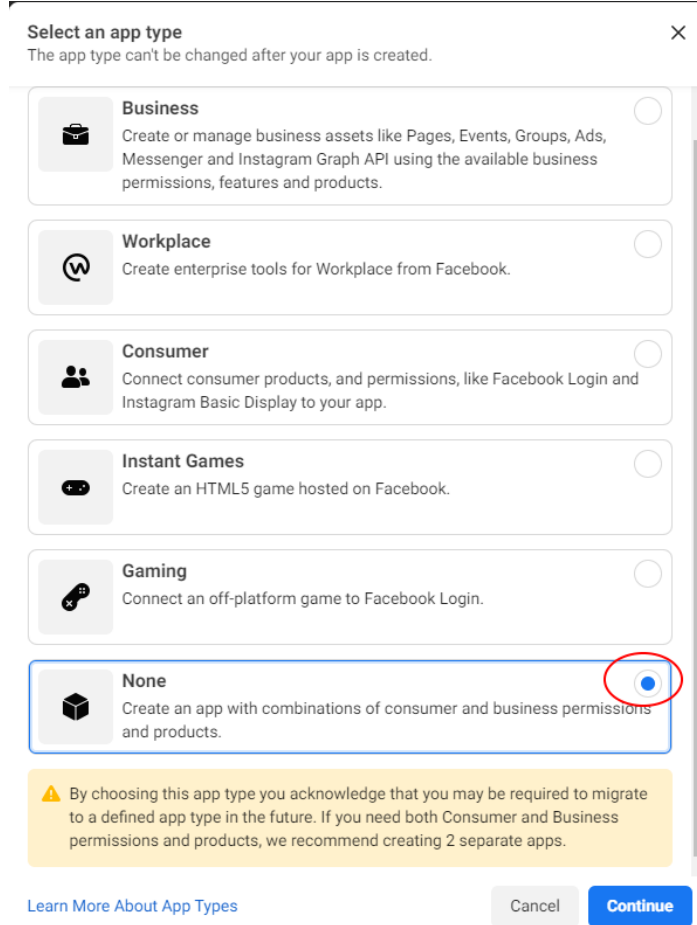 Select an app type
The app type can't be changed after your app is created.
Business
Create or manage business assets like Pages, Events, Groups, Ads,
Messenger and Instagram Graph API using the available business
permissions, features and products.
Workplace
Create enterprise tools for Workplace from Facebook.
Consumer
Connect consumer products, and permissions, like Facebook Login and
Instagram Basic Display to your app.
Instant Games
Create an HTML5 game hosted on Facebook.
Gaming
Connect an off-platform game to Facebook Login.
None
Create an app with combinations of consumer and business permissions
and products.
By choosing this app type you acknowledge that you may be required to migrate
to a defined app type in the future. If you need both Consumer and Business
permissions and products, we recommend creating 2 separate apps.
Learn More About App Types
Cancel
Continue